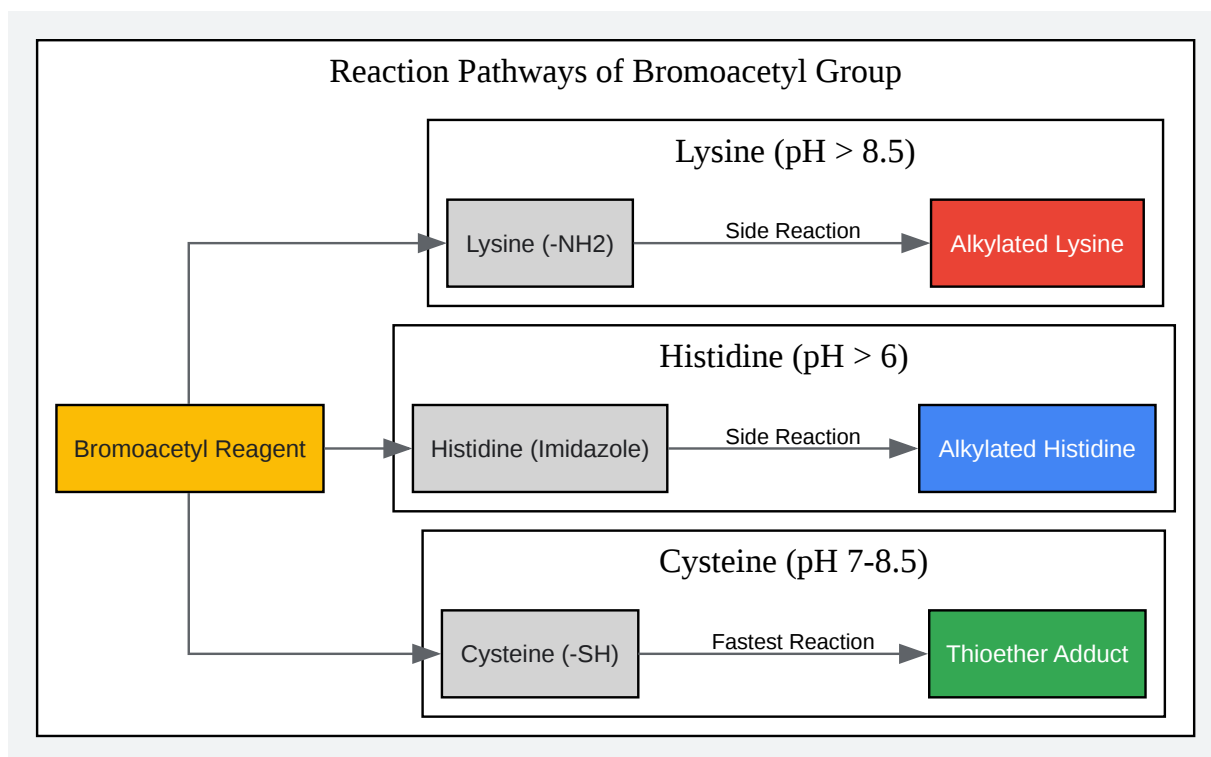 Reaction Pathways of Bromoacetyl Group
Lysine (pH > 8.5)
Lysine (-NH2)
Side Reaction
Alkylated Lysine
Histidine (pH > 6)
Bromoacetyl Reagent
Histidine (Imidazole)
Side Reaction
Alkylated Histidine
Cysteine (pH 7-8.5)
Cysteine (-SH)
Fastest Reaction
Thioether Adduct